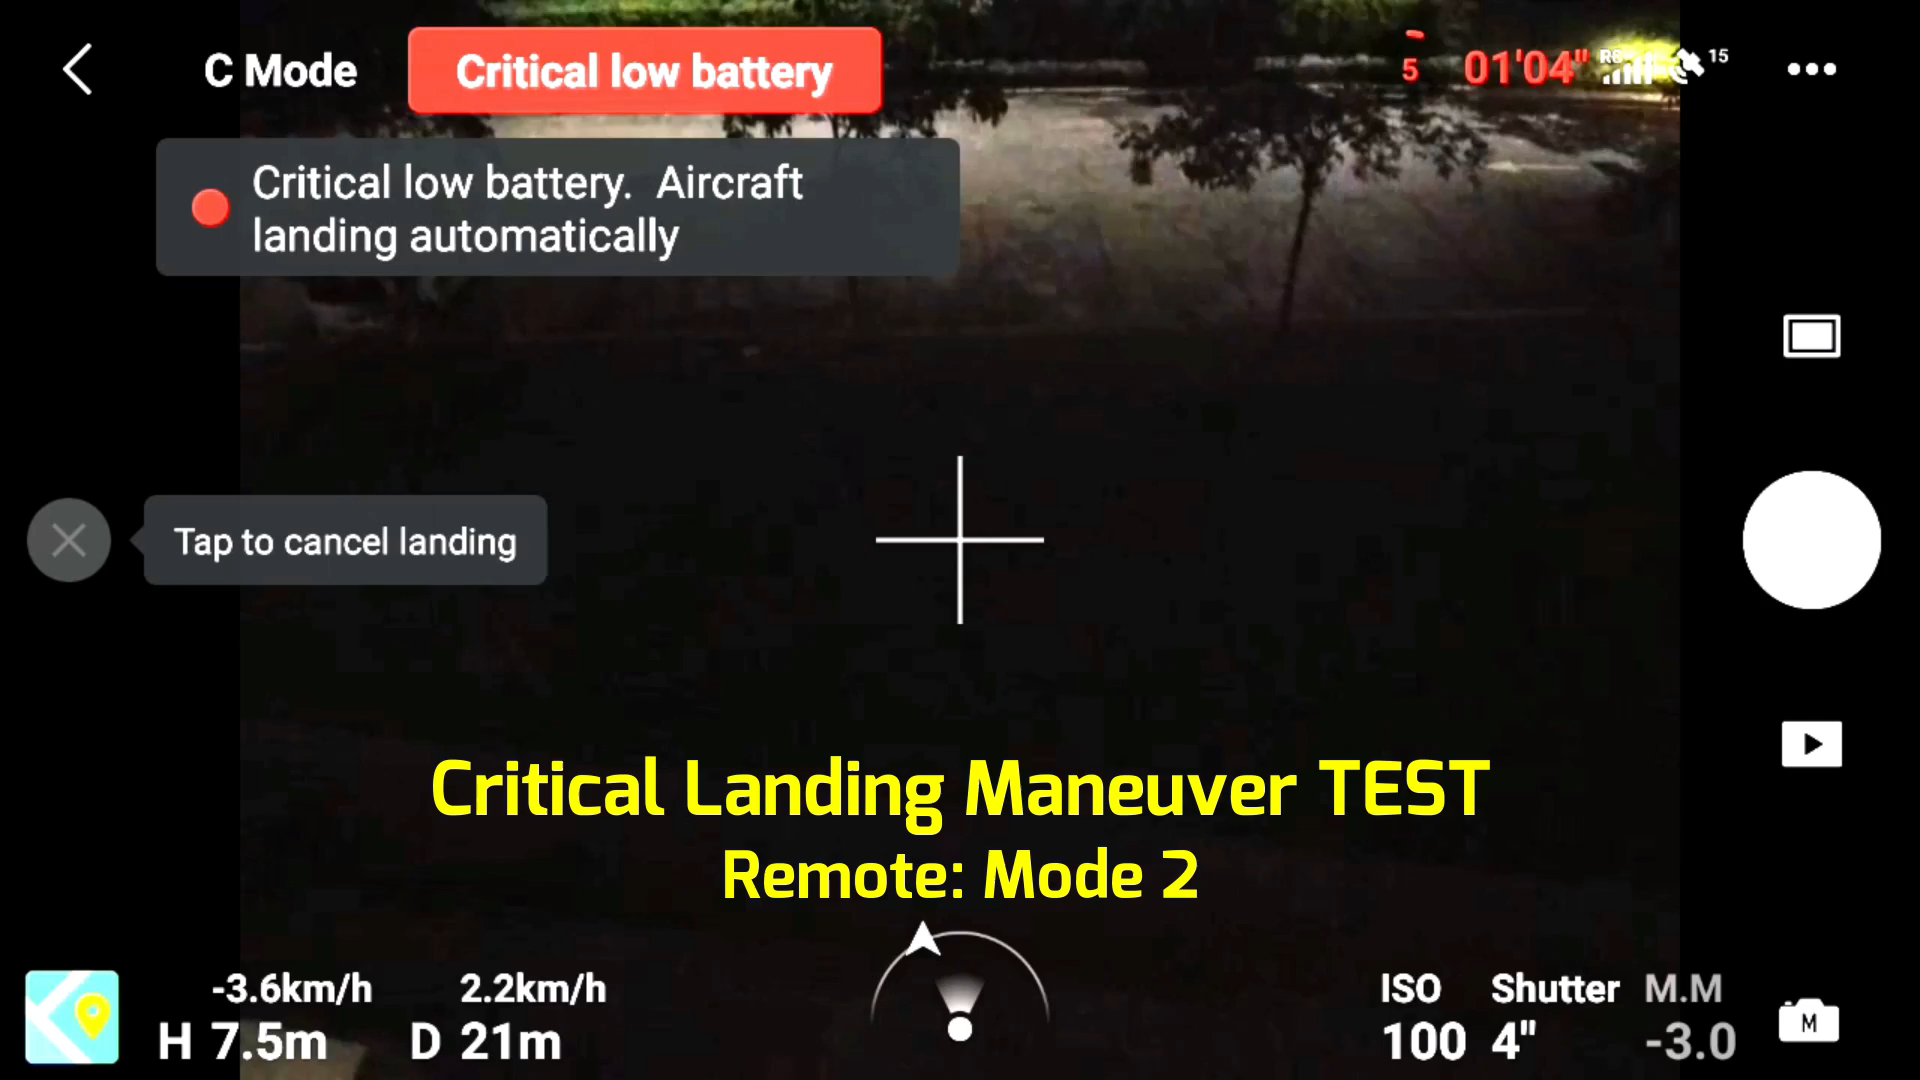 C Mode
Critical low battery
5
01'04"
RC
15
Critical low battery. Aircraft
landing automatically
Tap to cancel landing
Critical Landing Maneuver TEST
Remote: Mode 2
-3.6km/h
2.2km/h
H 7.5m
D 21m
ISO
Shutter
M.M
100
4"
-3.0
M